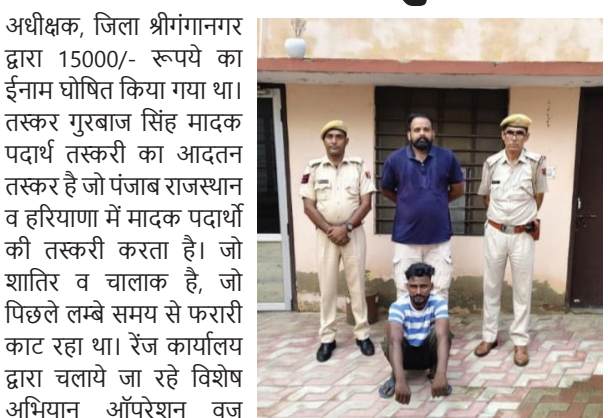 अधीक्षक, जिला श्रीगंगानगर
द्वारा 15000/- रूपये का
ईनाम घोषित किया गया था।
तस्कर गुरबाज सिंह मादक
पदार्थ तस्करी का आदतन
तस्कर है जो पंजाब राजस्थान
व हरियाणा में मादक पदार्थो
की तस्करी करता है। जो
शातिर व चालाक है, जो
पिछले लम्बे समय से फरारी
काट रहा था। रेंज कार्यालय
द्वारा चलाये जा रहे विशेष
अभियान ऑपरेशन वज्र